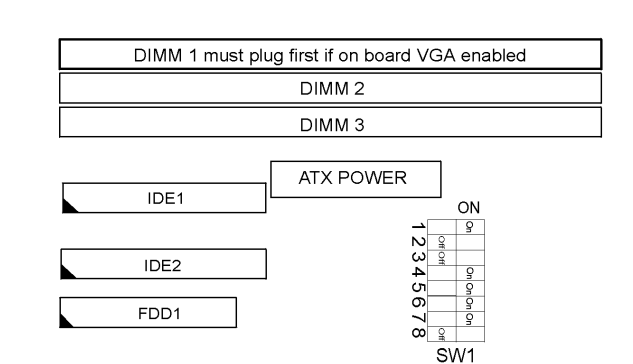 DIMM 1 must plug first if on board VGA enabled
DIMM 2
DIMM 3
ATX POWER
IDE1
ON
1 On
2 Off
3 Off
IDE2
4 On
5 On
6 On
FDD1
7 On
8 Off
SW1